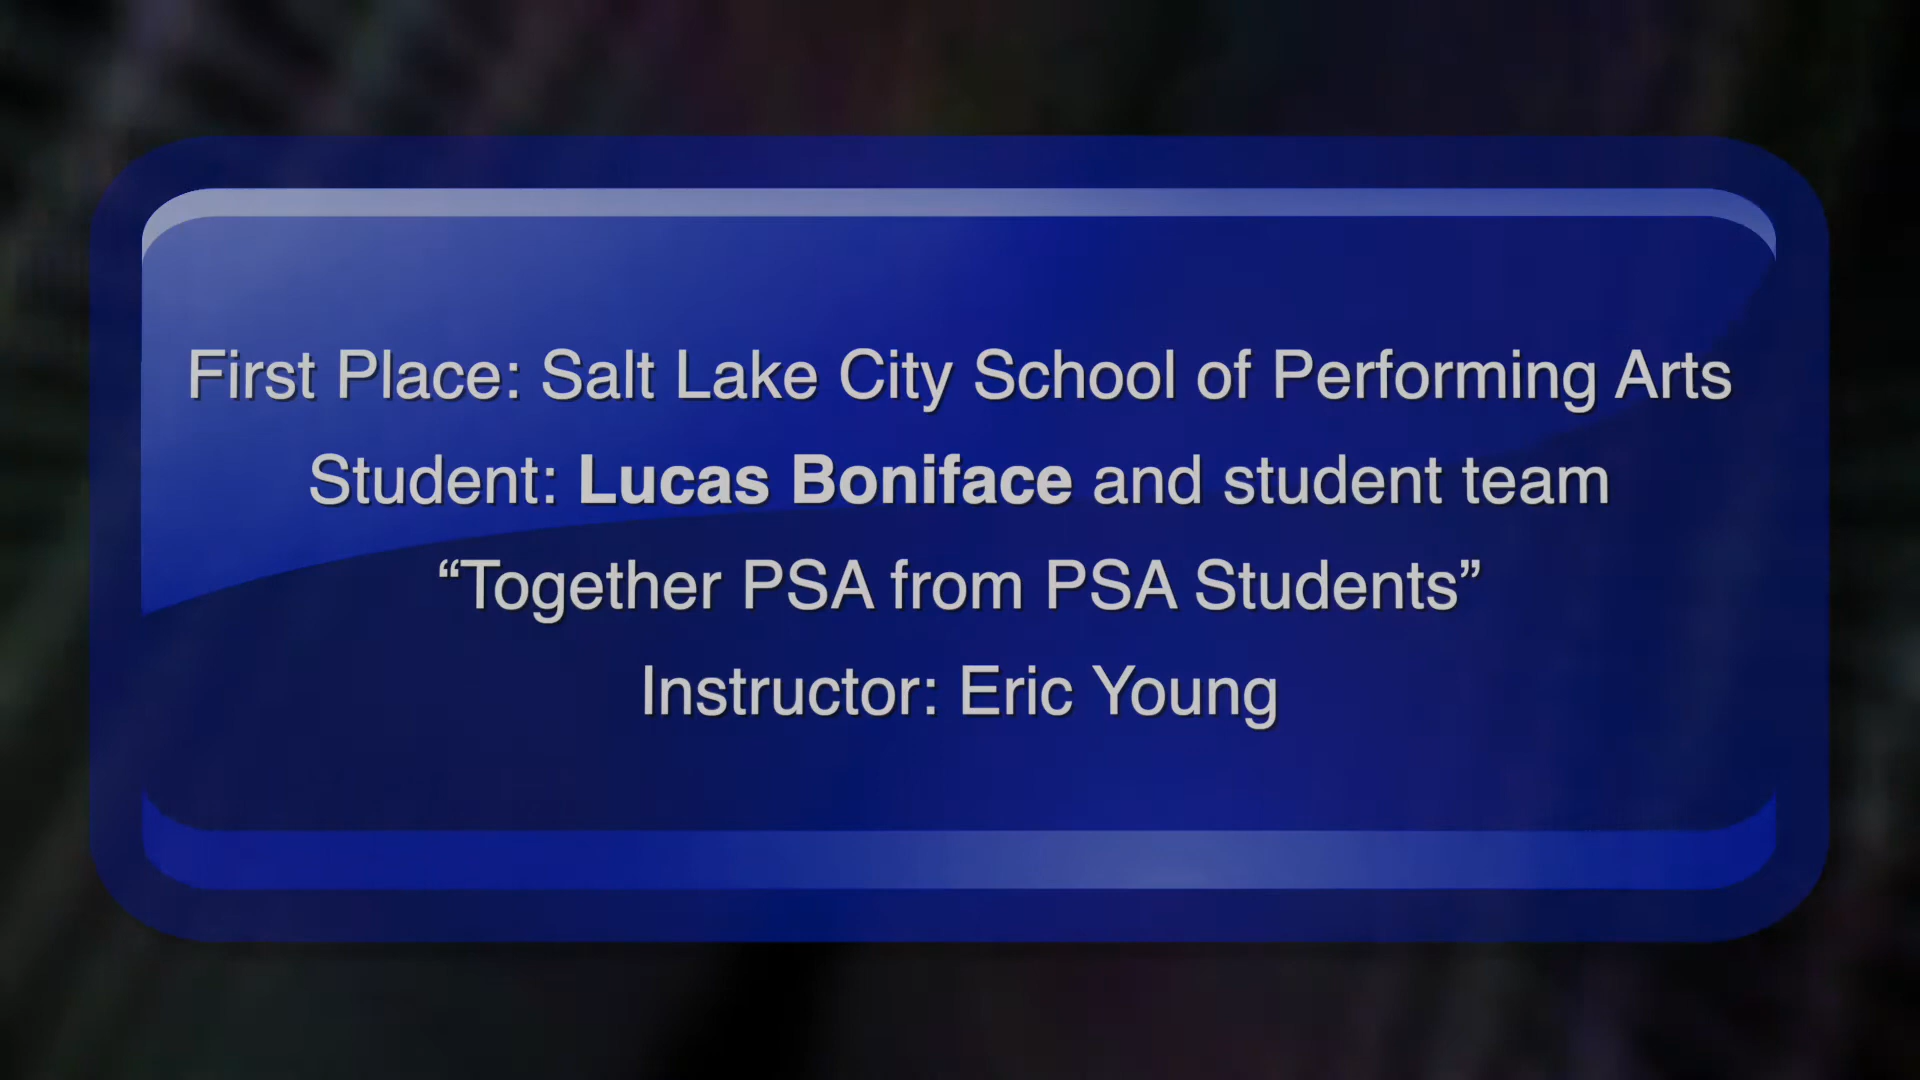 First Place: Salt Lake City School of Performing Arts
Student: Lucas Boniface and student team
“Together PSA from PSA Students”
Instructor: Eric Young